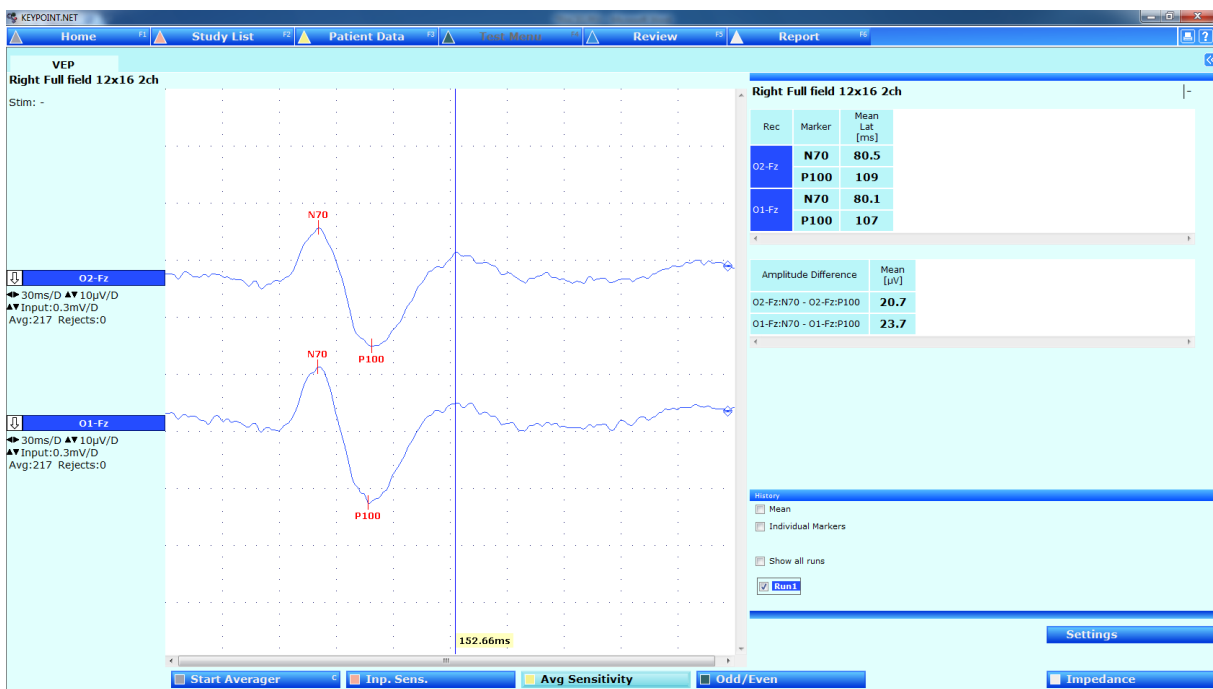 KEYPOINT.NET
Home F1 Study List F2 Patient Data F3 Test Menu F4 Review F5 Report F6
VEP
Right Full field 12x16 2ch
Stim: -
O2-Fz
30ms/D 10µV/D
Input:0.3mV/D
Avg:217 Rejects:0
O1-Fz
30ms/D 10µV/D
Input:0.3mV/D
Avg:217 Rejects:0
N70
P100
N70
P100
152.66ms
Right Full field 12x16 2ch -
Rec Marker Mean Lat [ms]
O2-Fz N70 80.5
P100 109
O1-Fz N70 80.1
P100 107
Amplitude Difference Mean [µV]
O2-Fz:N70 - O2-Fz:P100 20.7
O1-Fz:N70 - O1-Fz:P100 23.7
History
Mean
Individual Markers
Show all runs
Run1
Settings
Start Averager C Inp. Sens. Avg Sensitivity Odd/Even Impedance